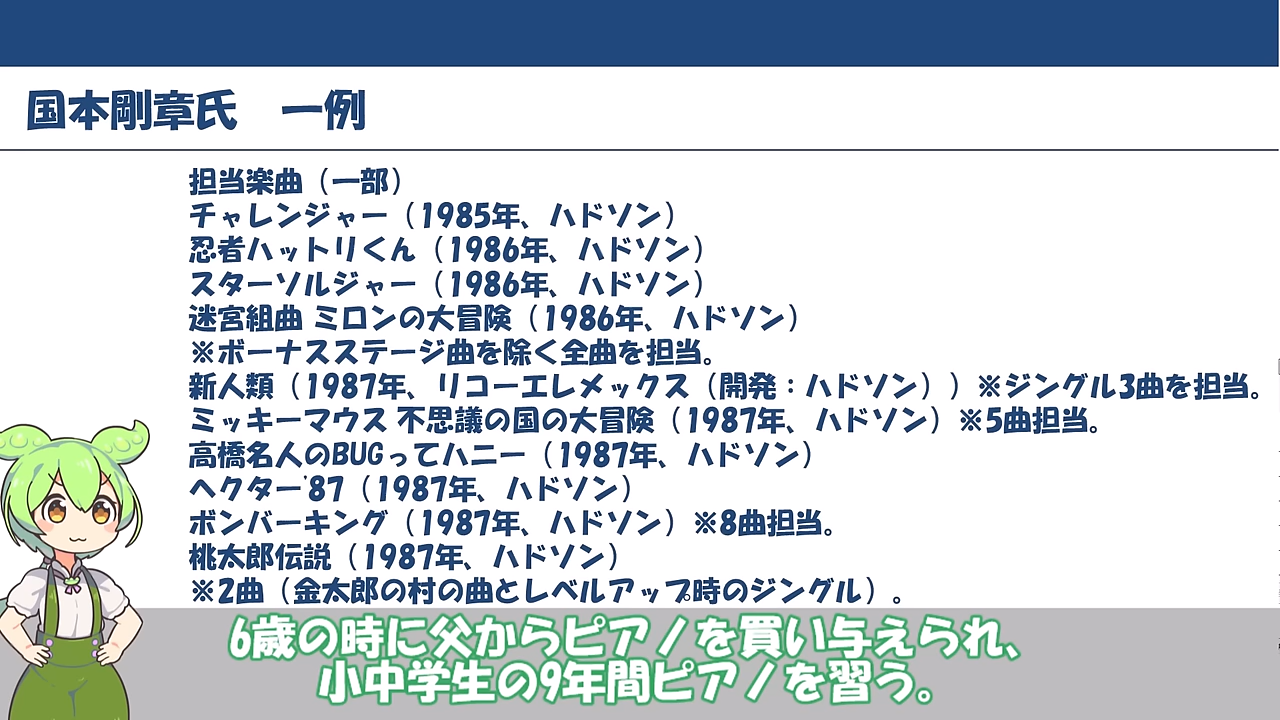 国本剛章氏　一例
担当楽曲（一部）
チャレンジャー（1985年、ハドソン）
忍者ハットリくん（1986年、ハドソン）
スターソルジャー（1986年、ハドソン）
迷宮組曲 ミロンの大冒険（1986年、ハドソン）
※ボーナスステージ曲を除く全曲を担当。
新人類（1987年、リコーエレメックス（開発：ハドソン））※ジングル3曲を担当。
ミッキーマウス 不思議の国の大冒険（1987年、ハドソン）※5曲担当。
高橋名人のBUGってハニー（1987年、ハドソン）
ヘクター'87（1987年、ハドソン）
ボンバーキング（1987年、ハドソン）※8曲担当。
桃太郎伝説（1987年、ハドソン）
※2曲（金太郎の村の曲とレベルアップ時のジングル）。
6歳の時に父からピアノを買い与えられ、
小中学生の9年間ピアノを習う。